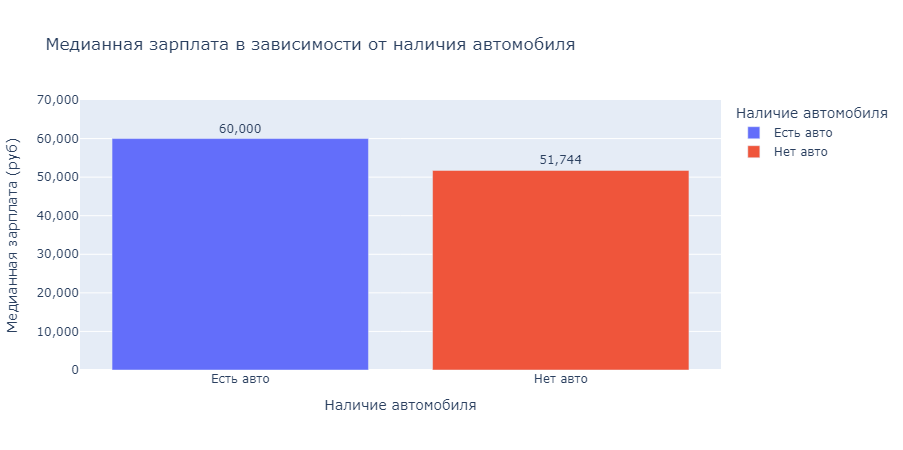 Медианная зарплата в зависимости от наличия автомобиля
Медианная зарплата (руб)
70,000
60,000
50,000
40,000
30,000
20,000
10,000
0
60,000
51,744
Есть авто
Нет авто
Наличие автомобиля
Наличие автомобиля
Есть авто
Нет авто